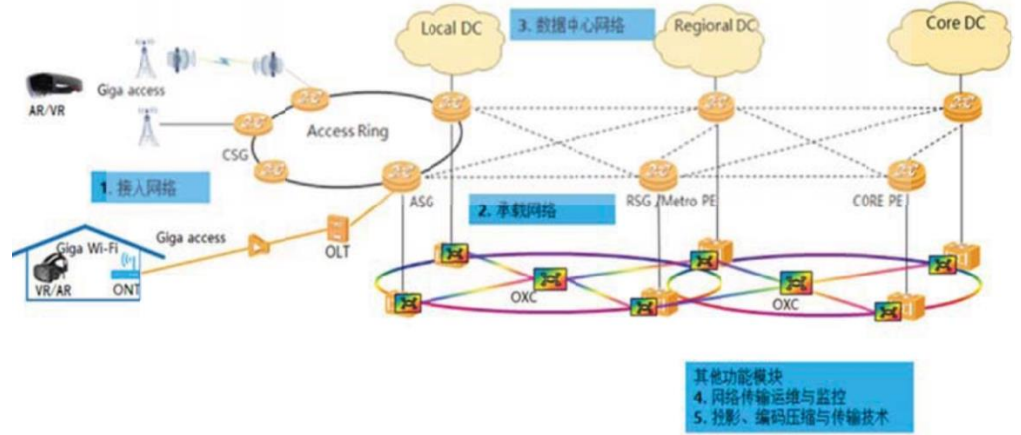 Local DC
3. 数据中心网络
Regional DC
Core DC
Giga access
AR/VR
Access Ring
CSG
1. 接入网络
ASG
2. 承载网络
RSG /Metro PE
CORE PE
Giga Wi-Fi
Giga access
OLT
VR/AR
ONT
OXC
OXC
其他功能模块
4. 网络传输运维与监控
5. 投影、编码压缩与传输技术